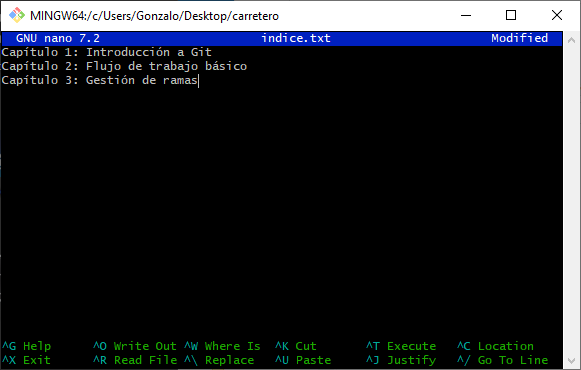 MINGW64:/c/Users/Gonzalo/Desktop/carretero
GNU nano 7.2 indice.txt Modified
Capítulo 1: Introducción a Git
Capítulo 2: Flujo de trabajo básico
Capítulo 3: Gestión de ramas
^G Help ^O Write Out ^W Where Is ^K Cut ^T Execute ^C Location
^X Exit ^R Read File ^\ Replace ^U Paste ^J Justify ^/ Go To Line